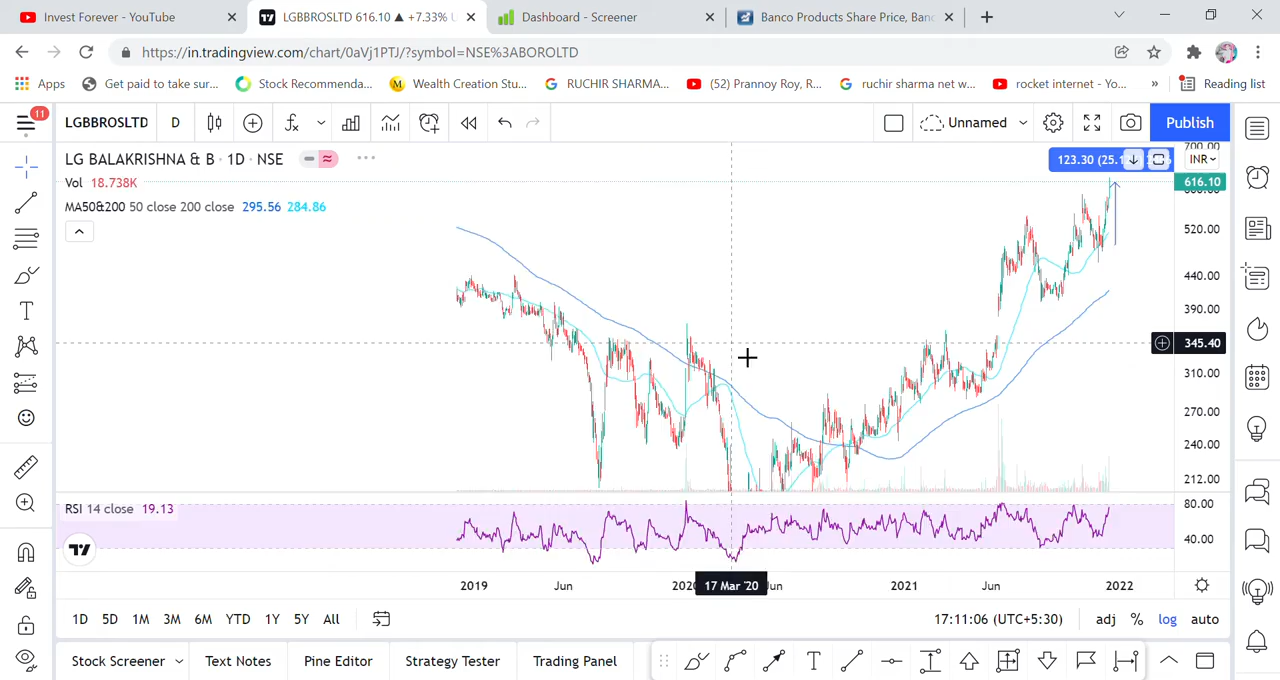 Invest Forever - YouTube
LGBBROSLTD 616.10 ▲ +7.33% U
Dashboard - Screener
Banco Products Share Price, Ban
https://in.tradingview.com/chart/0aVj1PTJ/?symbol=NSE%3ABOROLTD
Apps
Get paid to take sur...
Stock Recommenda...
Wealth Creation Stu...
RUCHIR SHARMA...
(52) Prannoy Roy, R...
ruchir sharma net w...
rocket internet - Yo...
»
Reading list
11
LGBBROSLTD
D
Unnamed
Publish
LG BALAKRISHNA & B · 1D · NSE
Vol 18.738K
MA50&200 50 close 200 close 295.56 284.86
123.30 (25.1
INR
700.00
616.10
600.00
520.00
440.00
390.00
345.40
310.00
270.00
240.00
212.00
RSI 14 close 19.13
80.00
40.00
2019
Jun
2020
17 Mar '20
Jun
2021
Jun
2022
1D 5D 1M 3M 6M YTD 1Y 5Y All
17:11:06 (UTC+5:30)
adj % log auto
Stock Screener
Text Notes
Pine Editor
Strategy Tester
Trading Panel